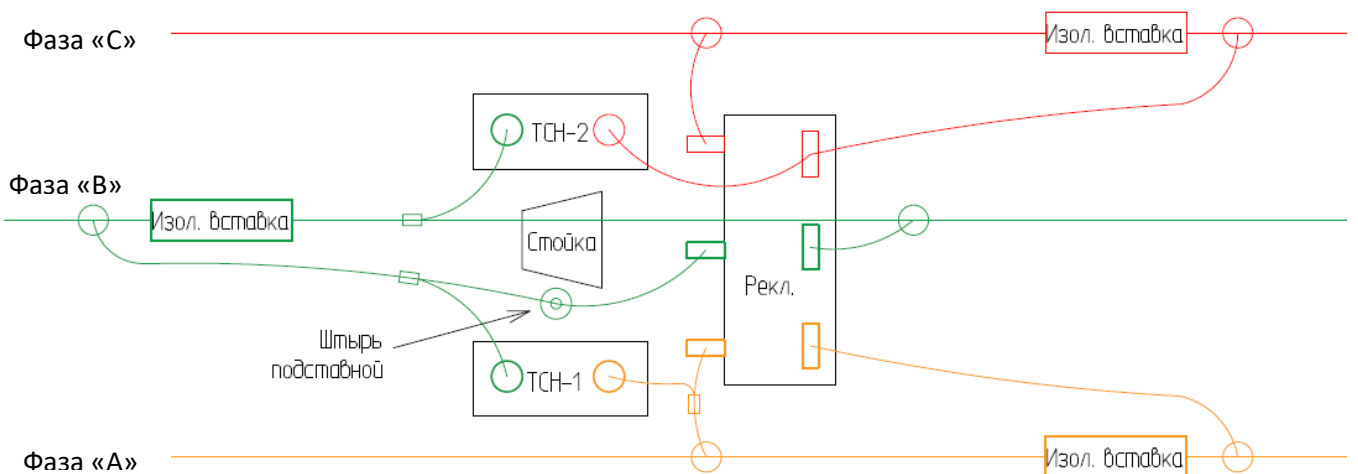 Фаза «С»
Изол. вставка
ТСН-2
Фаза «В»
Изол. вставка
Стойка
Рекл.
Штырь
подставной
ТСН-1
Фаза «А»
Изол. вставка